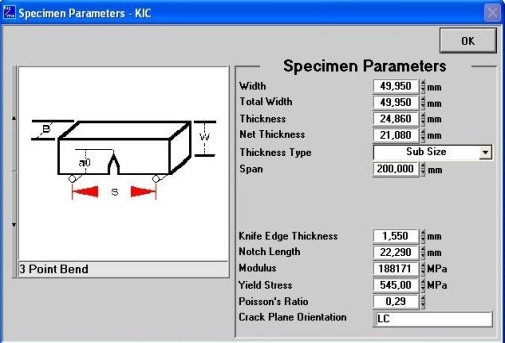 Specimen Parameters - KIC
OK
Specimen Parameters
Width 49,950 mm
Total Width 49,950 mm
Thickness 24,860 mm
Net Thickness 21,080 mm
Thickness Type Sub Size
Span 200,000 mm
B
W
a0
S
3 Point Bend
Knife Edge Thickness 1,550 mm
Notch Length 22,290 mm
Modulus 188171 MPa
Yield Stress 545,00 MPa
Poisson's Ratio 0,29
Crack Plane Orientation LC